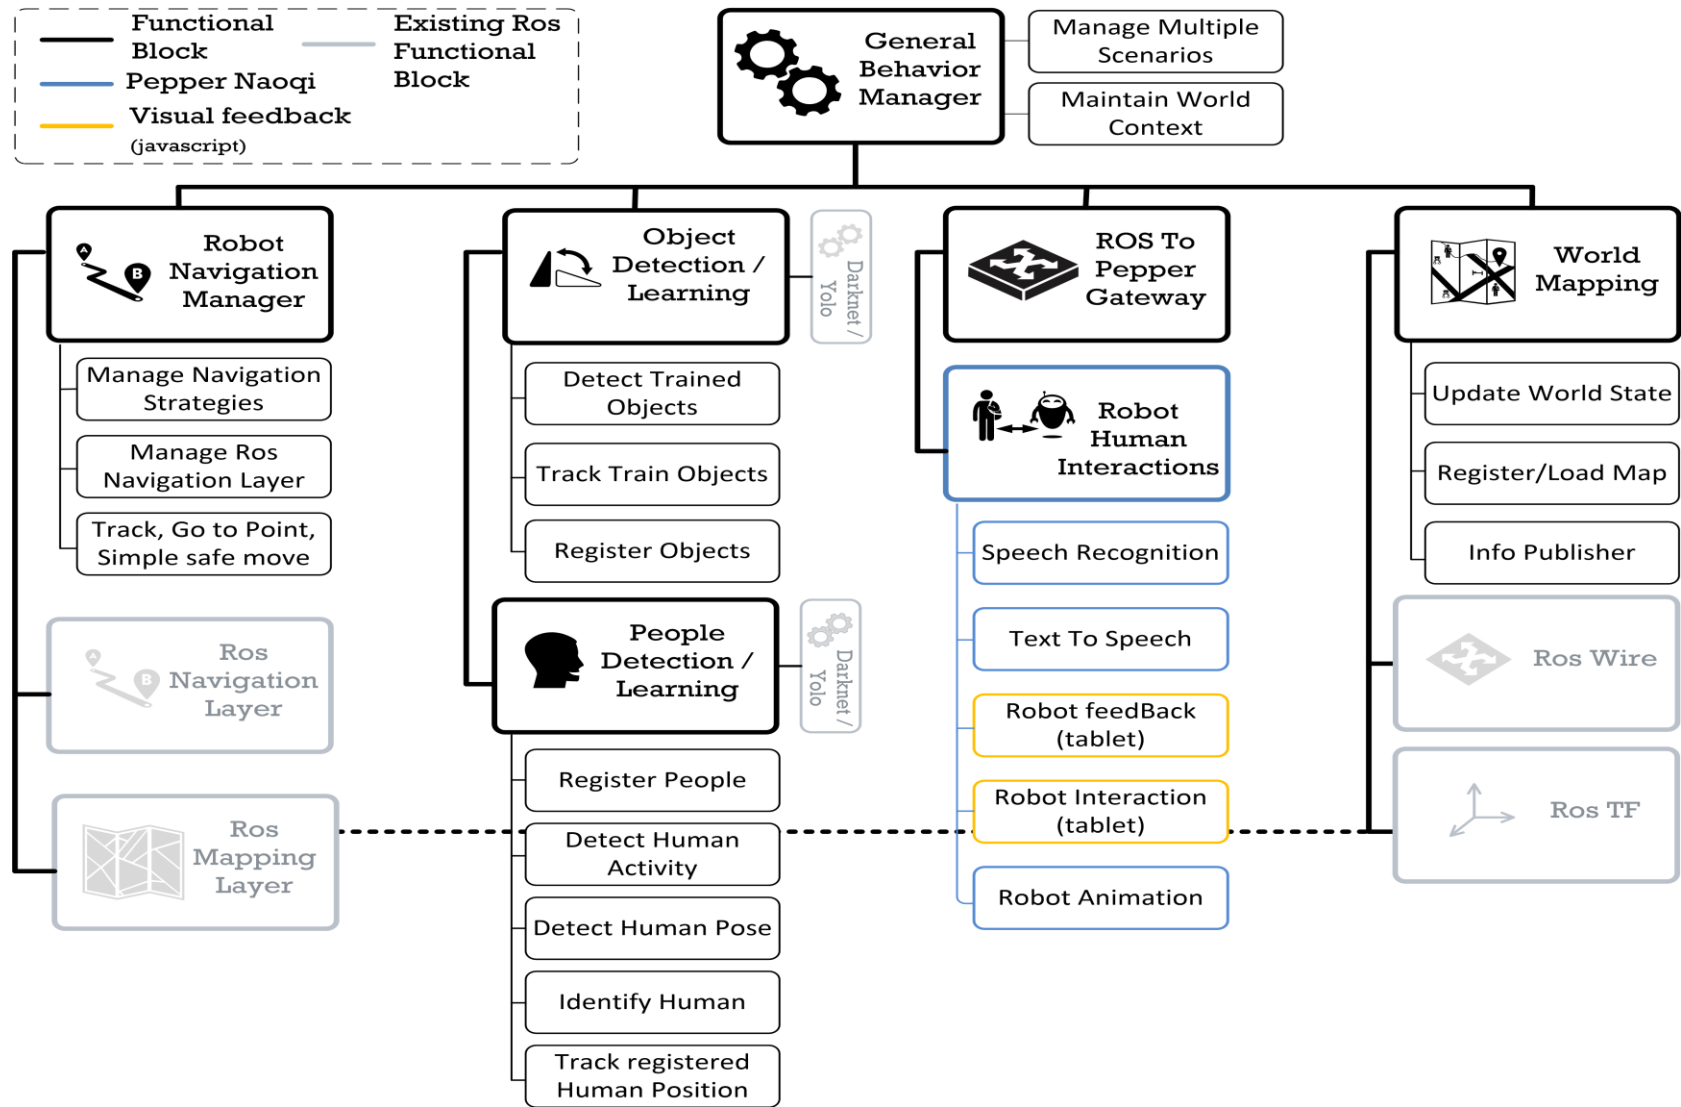 Functional
Block
Existing Ros
Functional
Block
Pepper Naoqi
Visual feedback
(javascript)
General
Behavior
Manager
Manage Multiple
Scenarios
Maintain World
Context
A
B
Robot
Navigation
Manager
Manage Navigation
Strategies
Manage Ros
Navigation Layer
Track, Go to Point,
Simple safe move
A
B
Ros
Navigation
Layer
Ros
Mapping
Layer
Object
Detection /
Learning
Darknet /
Yolo
Detect Trained
Objects
Track Train Objects
Register Objects
People
Detection /
Learning
Darknet /
Yolo
Register People
Detect Human
Activity
Detect Human Pose
Identify Human
Track registered
Human Position
ROS To
Pepper
Gateway
Robot
Human
Interactions
Speech Recognition
Text To Speech
Robot feedBack
(tablet)
Robot Interaction
(tablet)
Robot Animation
World
Mapping
Update World State
Register/Load Map
Info Publisher
Ros Wire
Ros TF